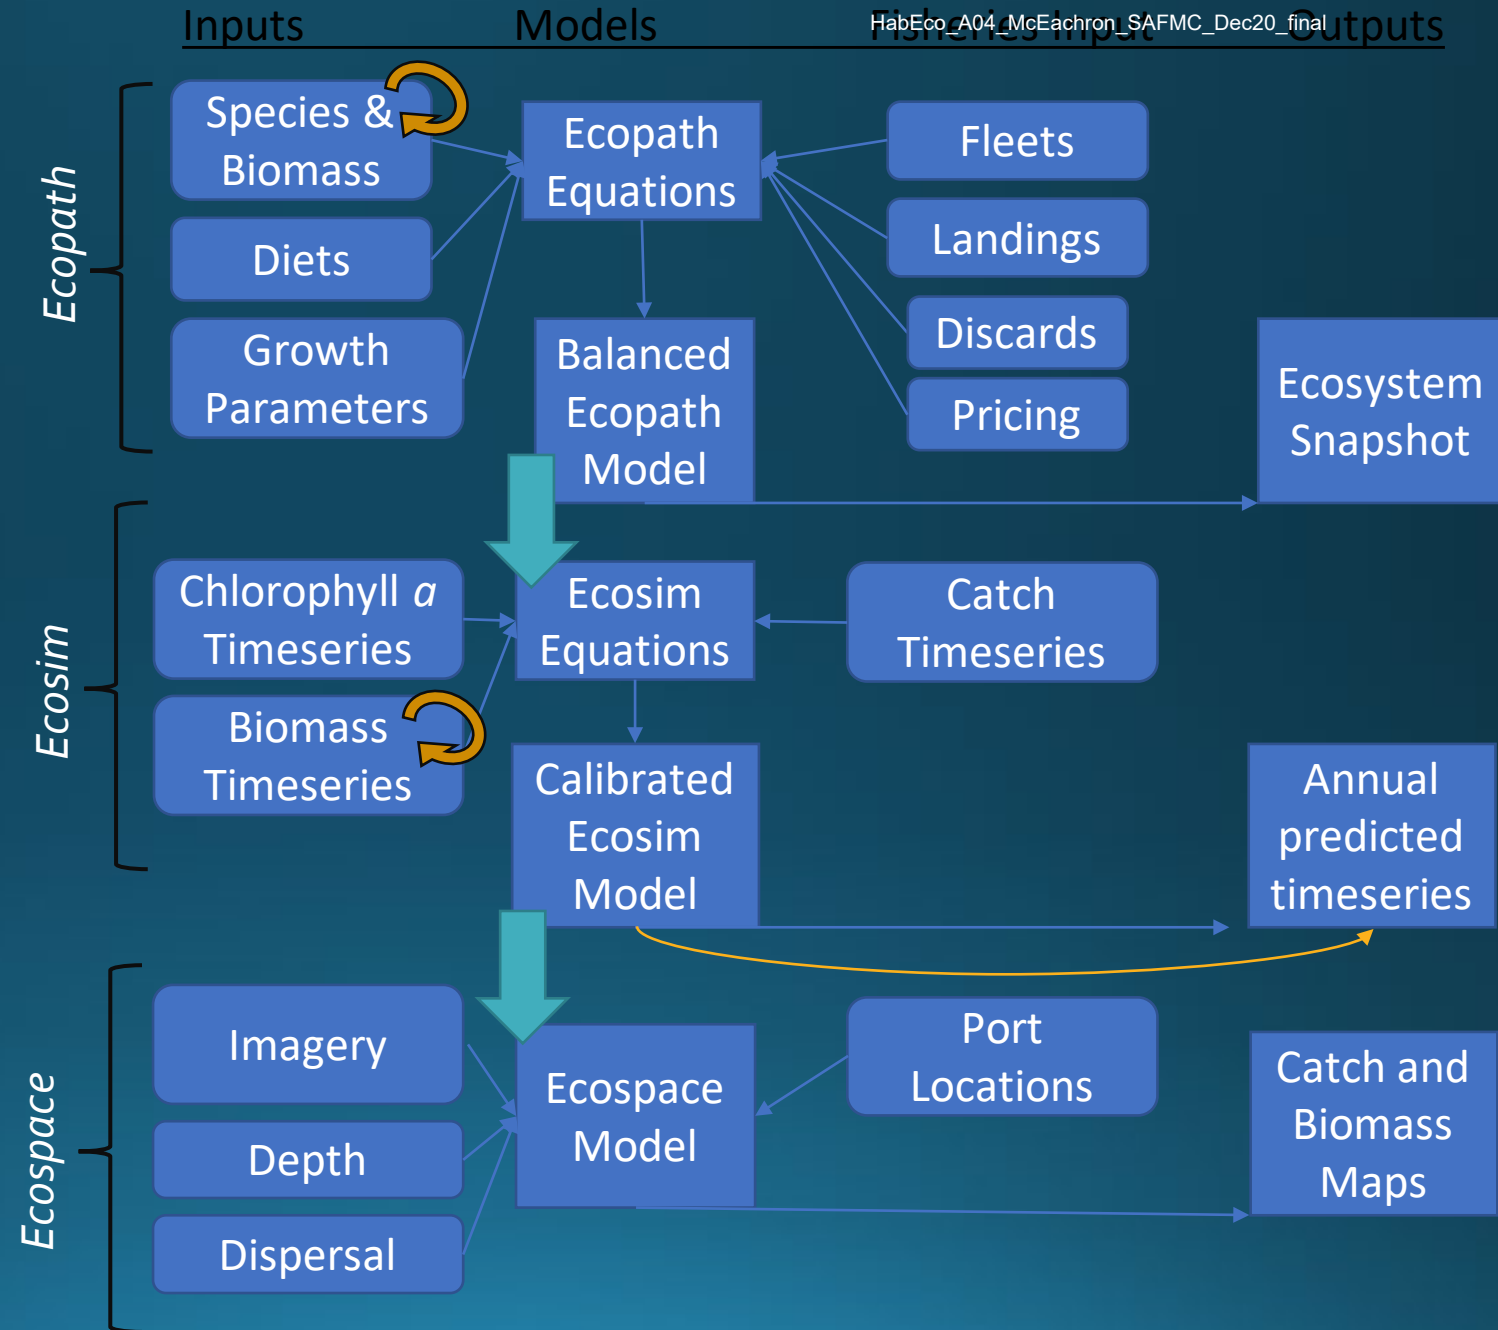 Inputs
Models
Fisheries Input
Outputs
HabEco_A04_McEachron_SAFMC_Dec20_final
Ecopath
Species &
Biomass
Diets
Growth
Parameters
Ecopath
Equations
Balanced
Ecopath
Model
Fleets
Landings
Discards
Pricing
Ecosystem
Snapshot
Ecosim
Chlorophyll a
Timeseries
Biomass
Timeseries
Ecosim
Equations
Calibrated
Ecosim
Model
Catch
Timeseries
Annual
predicted
timeseries
Ecospace
Imagery
Depth
Dispersal
Ecospace
Model
Port
Locations
Catch and
Biomass
Maps